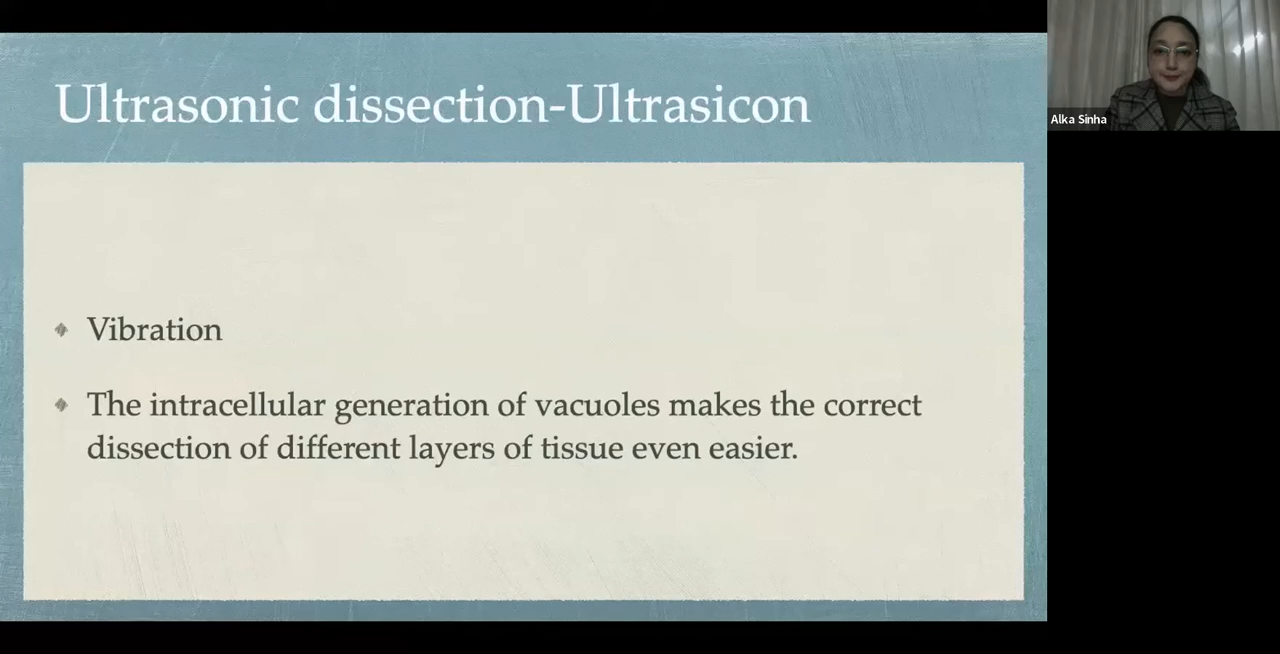 Ultrasonic dissection-Ultrasicon
Alka Sinha
Vibration
The intracellular generation of vacuoles makes the correct
dissection of different layers of tissue even easier.